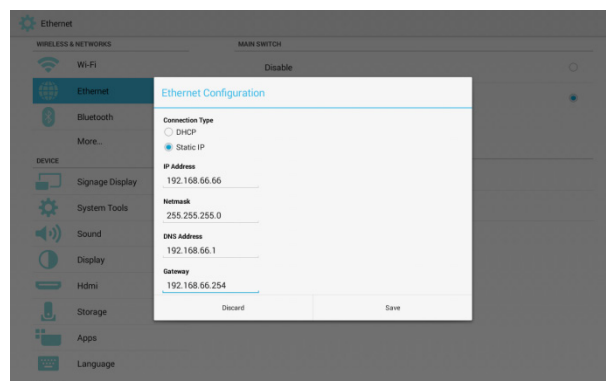 Ethernet
WIRELESS & NETWORKS
MAIN SWITCH
Wi-Fi
Disable
Ethernet
Bluetooth
More...
DEVICE
Signage Display
System Tools
Sound
Display
Hdmi
Storage
Apps
Language
Ethernet Configuration
Connection Type
DHCP
Static IP
IP Address
192.168.66.66
Netmask
255.255.255.0
DNS Address
192.168.66.1
Gateway
192.168.66.254
Discard
Save